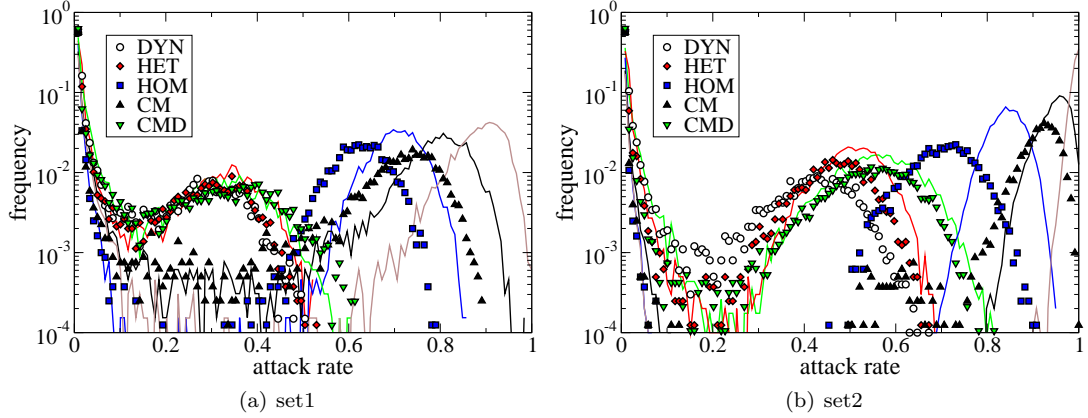 10^0
10^-1
10^-2
10^-3
10^-4
frequency
DYN
HET
HOM
CM
CMD
0 0.2 0.4 0.6 0.8 1
attack rate
(a) set1
10^0
10^-1
10^-2
10^-3
10^-4
frequency
DYN
HET
HOM
CM
CMD
0 0.2 0.4 0.6 0.8 1
attack rate
(b) set2